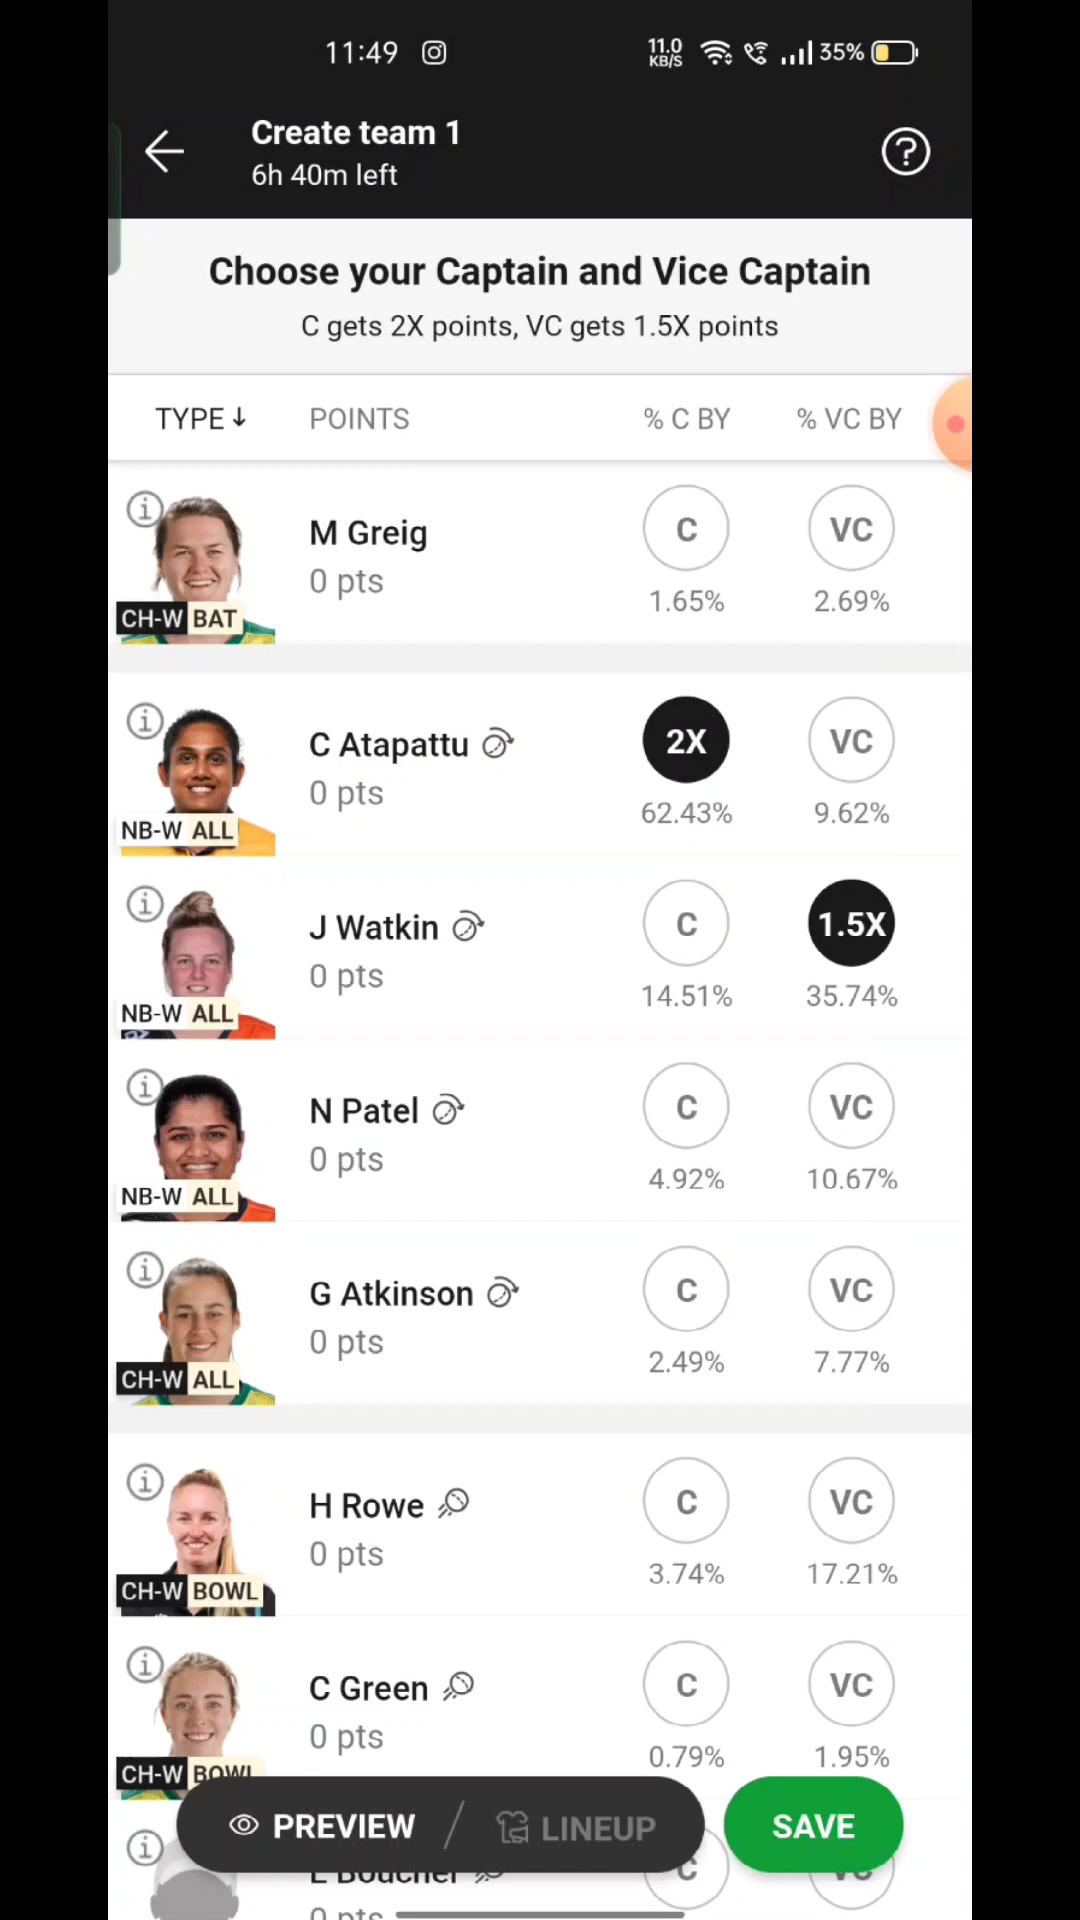 11:49
11.0 KB/S
35%
Create team 1
6h 40m left
Choose your Captain and Vice Captain
C gets 2X points, VC gets 1.5X points
TYPE↓ POINTS % C BY % VC BY
M Greig C VC
0 pts 1.65% 2.69%
CH-W BAT
C Atapattu 2X VC
0 pts 62.43% 9.62%
NB-W ALL
J Watkin C 1.5X
0 pts 14.51% 35.74%
NB-W ALL
N Patel C VC
0 pts 4.92% 10.67%
NB-W ALL
G Atkinson C VC
0 pts 2.49% 7.77%
CH-W ALL
H Rowe C VC
0 pts 3.74% 17.21%
CH-W BOWL
C Green C VC
0 pts 0.79% 1.95%
CH-W BOWL
PREVIEW / LINEUP SAVE
L Boucher C VC
0 pts